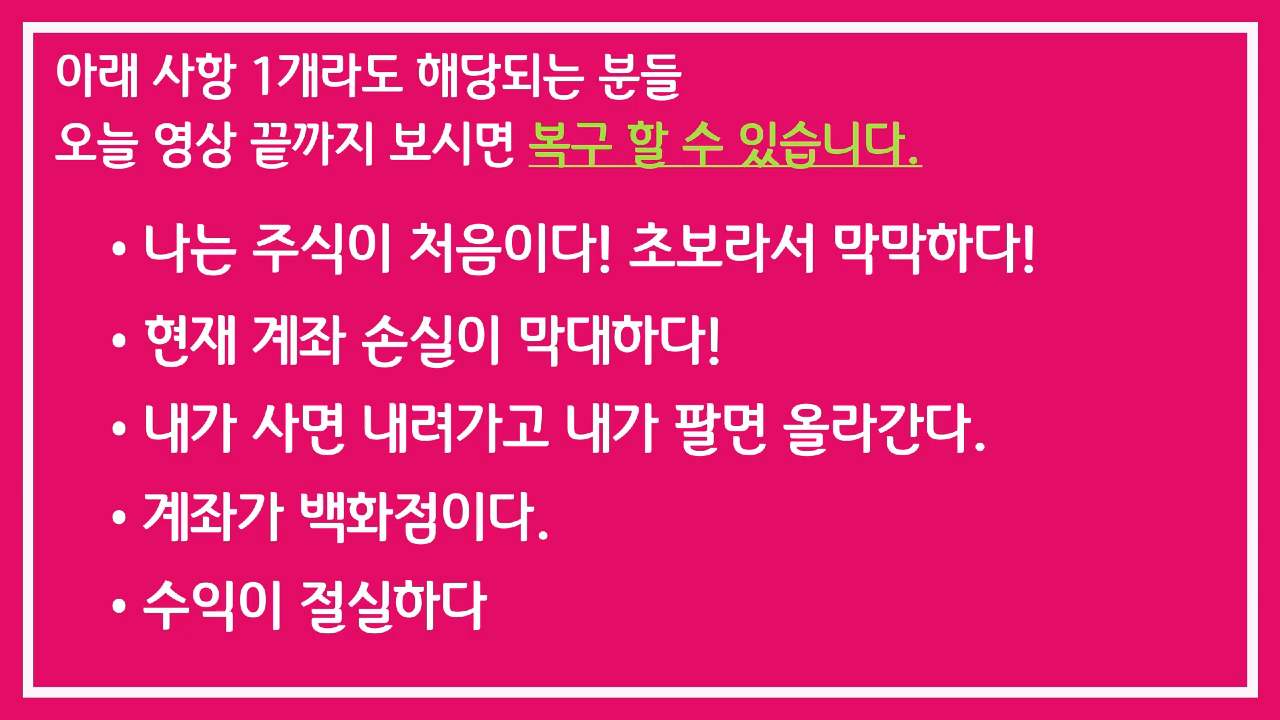 아래 사항 1개라도 해당되는 분들
오늘 영상 끝까지 보시면 복구 할 수 있습니다.
• 나는 주식이 처음이다! 초보라서 막막하다!
• 현재 계좌 손실이 막대하다!
• 내가 사면 내려가고 내가 팔면 올라간다.
• 계좌가 백화점이다.
• 수익이 절실하다